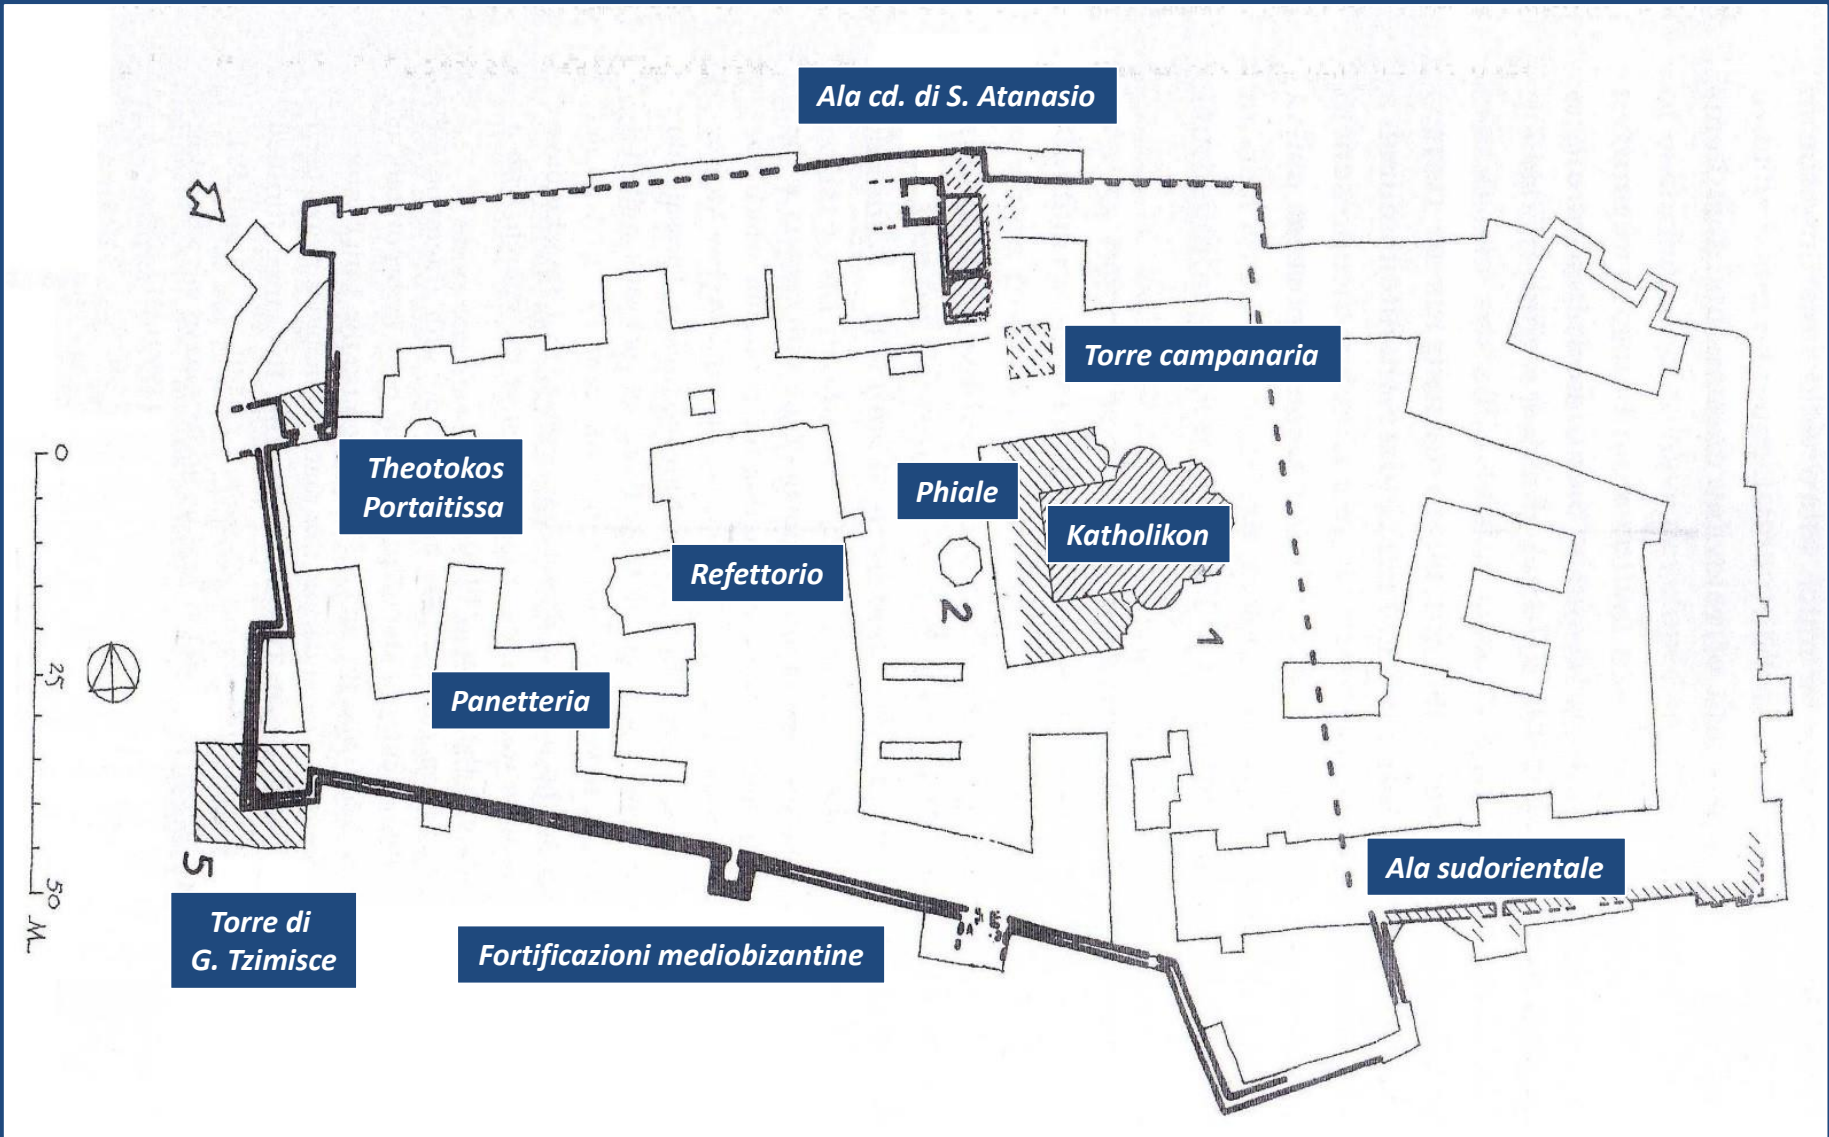 Ala cd. di S. Atanasio
Torre campanaria
Theotokos
Portaitissa
Phiale
Katholikon
Refettorio
Panetteria
Ala sudorientale
Torre di
G. Tzimisce
Fortificazioni mediobizantine
0
25
50 M.
1
2
5
A